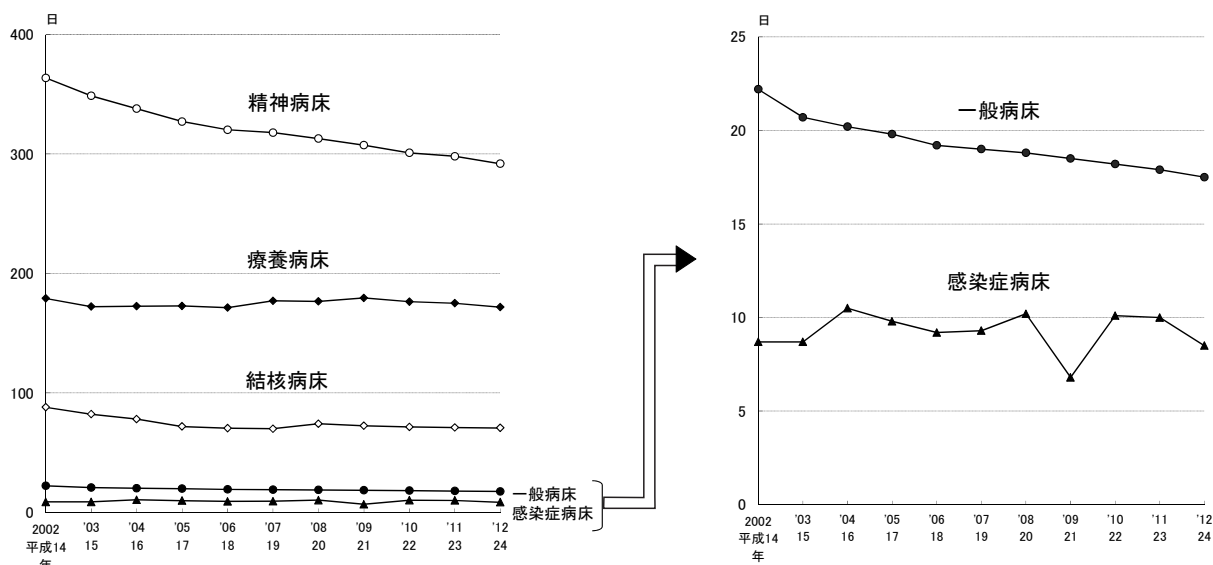 日
400
300
200
100
0
精神病床
療養病床
結核病床
一般病床
感染症病床
2002 '03 '04 '05 '06 '07 '08 '09 '10 '11 '12
平成14 15 16 17 18 19 20 21 22 23 24
年
日
25
20
15
10
5
0
一般病床
感染症病床
2002 '03 '04 '05 '06 '07 '08 '09 '10 '11 '12
平成14 15 16 17 18 19 20 21 22 23 24
年